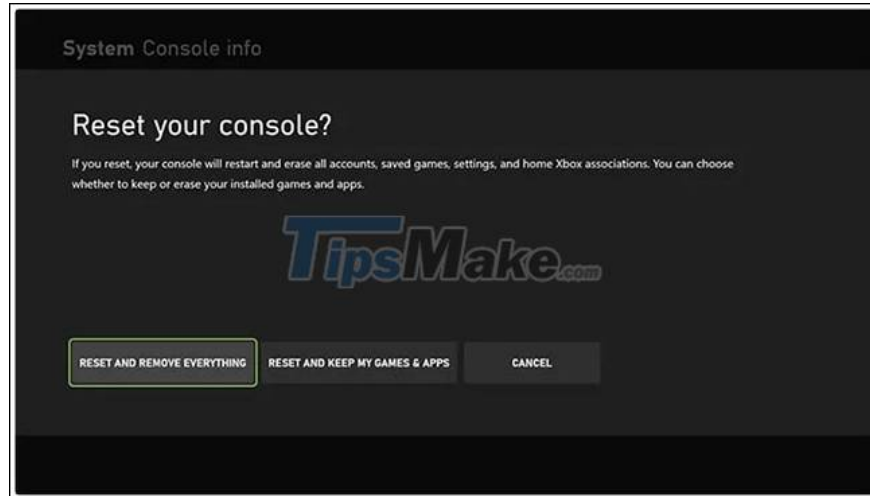 System Console info
Reset your console?
If you reset, your console will restart and erase all accounts, saved games, settings, and home Xbox associations. You can choose
whether to keep or erase your installed games and apps.
TipsMake.com
RESET AND REMOVE EVERYTHING RESET AND KEEP MY GAMES & APPS CANCEL